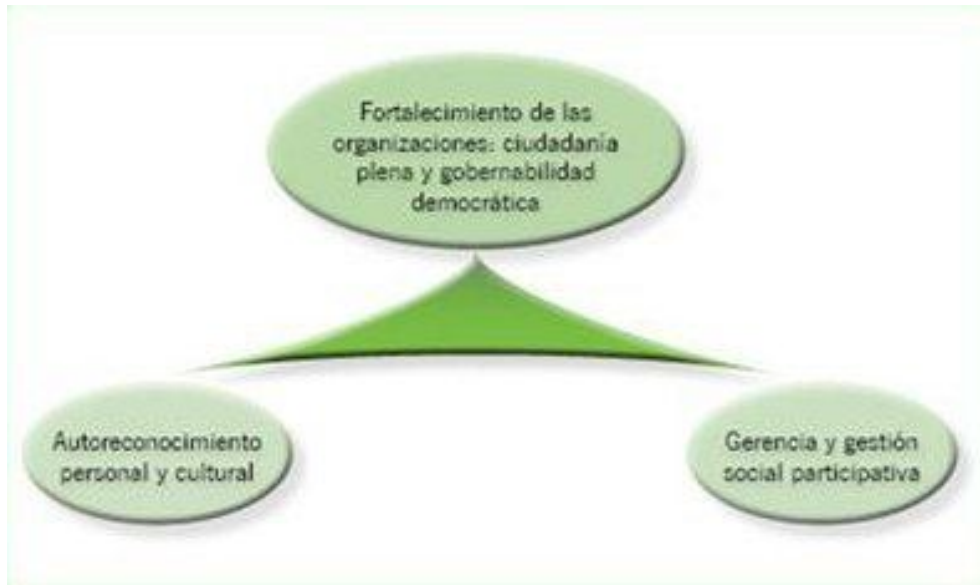 Fortalecimiento de las
organizaciones: ciudadanía
plena y gobernabilidad
democrática
Autoreconocimiento
personal y cultural
Gerencia y gestión
social participativa